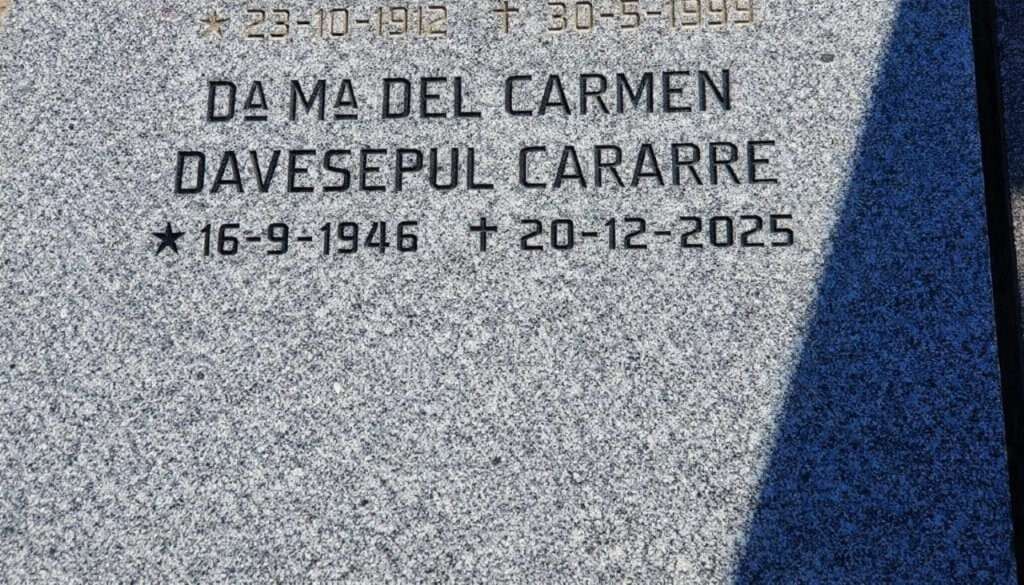 ★ 23-10-1912 ✝ 30-5-1999
Dª Mª DEL CARMEN
DAVESEPUL CARARRE
★ 16-9-1946 ✝ 20-12-2025